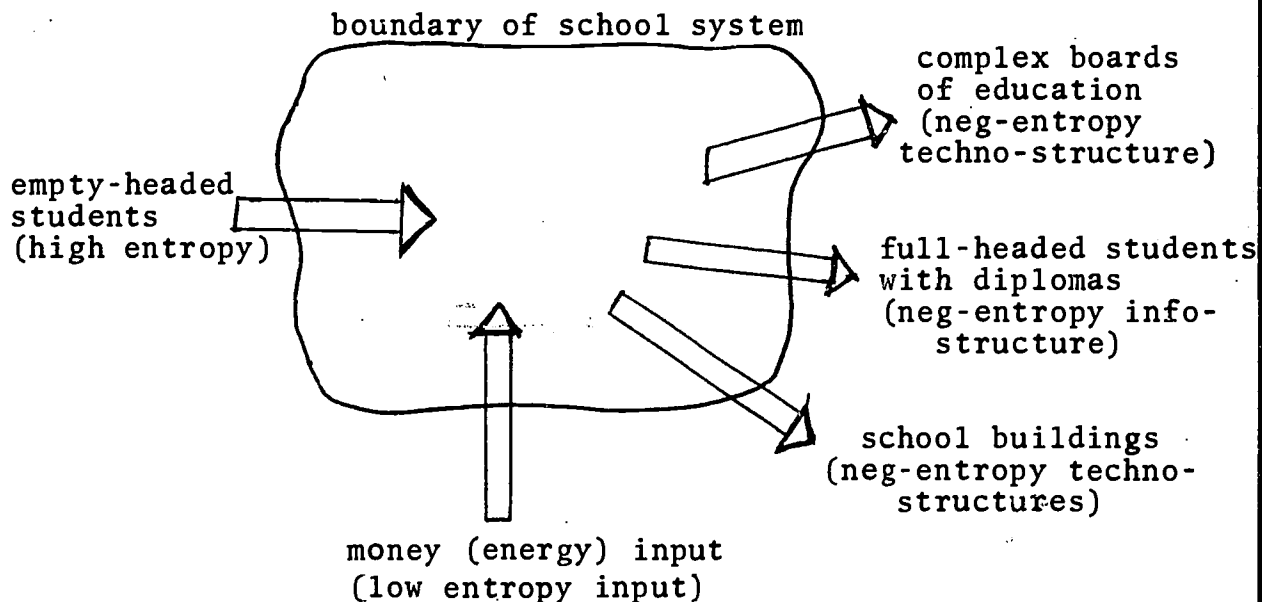 boundary of school system
complex boards
of education
(neg-entropy
techno-structure)
empty-headed
students
(high entropy)
full-headed students
with diplomas
(neg-entropy info-
structure)
school buildings
(neg-entropy techno-
structures)
money (energy) input
(low entropy input)